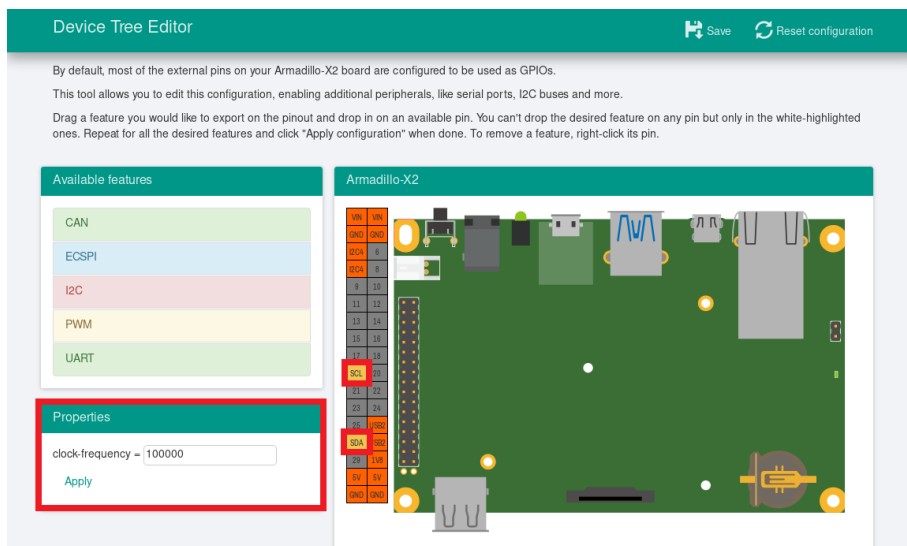 Device Tree Editor
Save
Reset configuration
By default, most of the external pins on your Armadillo-X2 board are configured to be used as GPIOs.
This tool allows you to edit this configuration, enabling additional peripherals, like serial ports, I2C buses and more.
Drag a feature you would like to export on the pinout and drop in on an available pin. You can't drop the desired feature on any pin but only in the white-highlighted
ones. Repeat for all the desired features and click "Apply configuration" when done. To remove a feature, right-click its pin.
Available features
CAN
ECSPI
I2C
PWM
UART
Properties
clock-frequency = 100000
Apply
Armadillo-X2
VIN VIN
GND GND
I2C4 6
I2C4 8
9 10
11 12
13 14
15 16
17 18
SCL 20
21 22
23 24
25 USB2
SDA USB2
29 1V8
5V 5V
GND GND